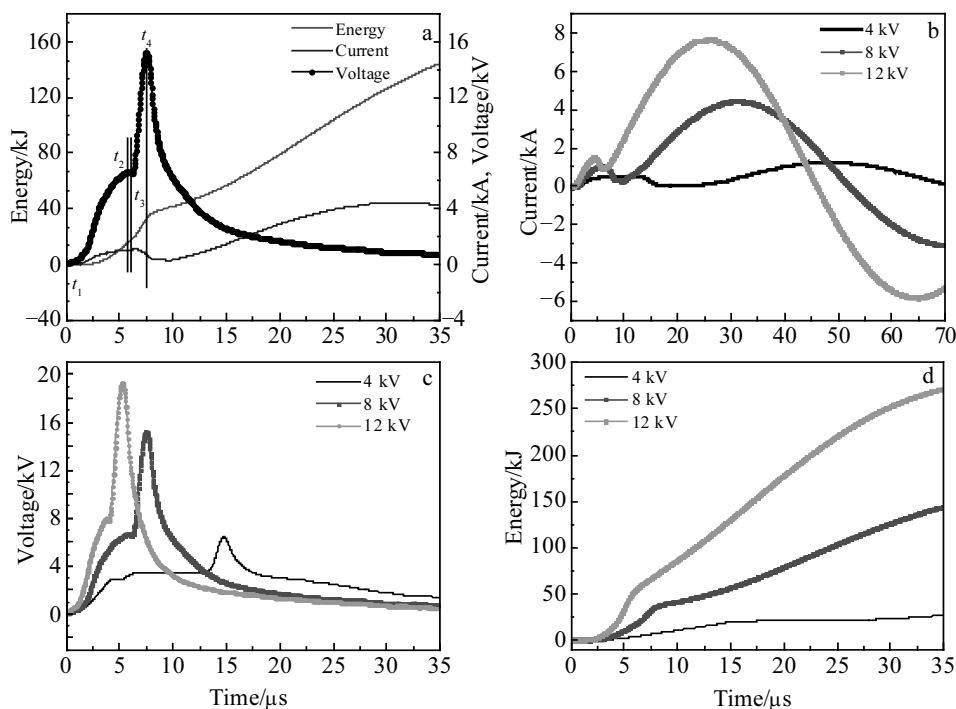 a
Energy
Current
Voltage
t4
t2
t3
t1
160
120
80
40
0
−40
Energy/kJ
16
12
8
4
0
−4
Current/kA, Voltage/kV
0 5 10 15 20 25 30 35
b
4 kV
8 kV
12 kV
8
6
4
2
0
−2
−4
−6
Current/kA
0 10 20 30 40 50 60 70
c
4 kV
8 kV
12 kV
20
16
12
8
4
0
Voltage/kV
0 5 10 15 20 25 30 35
Time/μs
d
4 kV
8 kV
12 kV
300
250
200
150
100
50
0
Energy/kJ
0 5 10 15 20 25 30 35
Time/μs